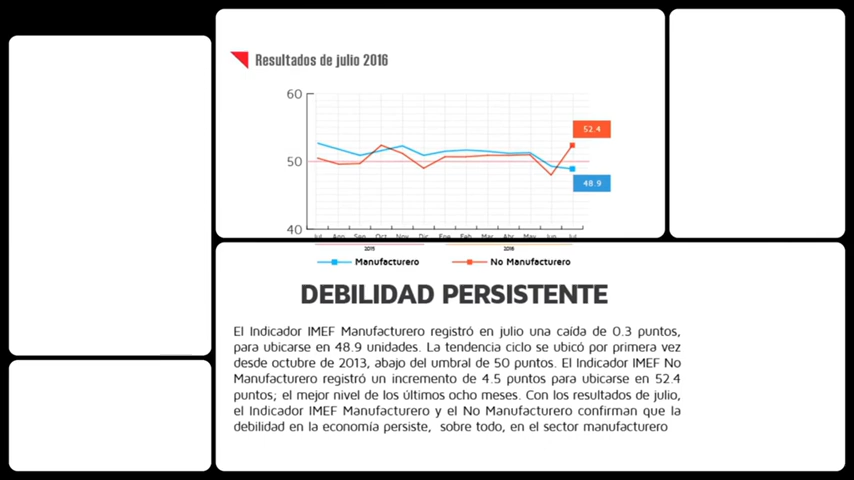 Resultados de julio 2016
60
52.4
50
48.9
40
Jul Ago Sep Oct Nov Dic Ene Feb Mar Abr May Jun Jul
2015 2016
Manufacturero No Manufacturero
DEBILIDAD PERSISTENTE
El Indicador IMEF Manufacturero registró en julio una caída de 0.3 puntos,
para ubicarse en 48.9 unidades. La tendencia ciclo se ubicó por primera vez
desde octubre de 2013, abajo del umbral de 50 puntos. El Indicador IMEF No
Manufacturero registró un incremento de 4.5 puntos para ubicarse en 52.4
puntos; el mejor nivel de los últimos ocho meses. Con los resultados de julio,
el Indicador IMEF Manufacturero y el No Manufacturero confirman que la
debilidad en la economía persiste, sobre todo, en el sector manufacturero